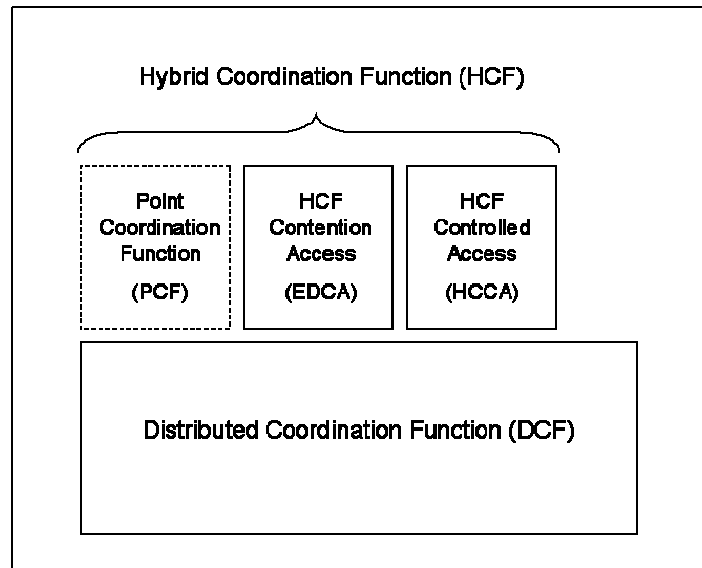 Hybrid Coordination Function (HCF)
Point
Coordination
Function
(PCF)
HCF
Contention
Access
(EDCA)
HCF
Controlled
Access
(HCCA)
Distributed Coordination Function (DCF)